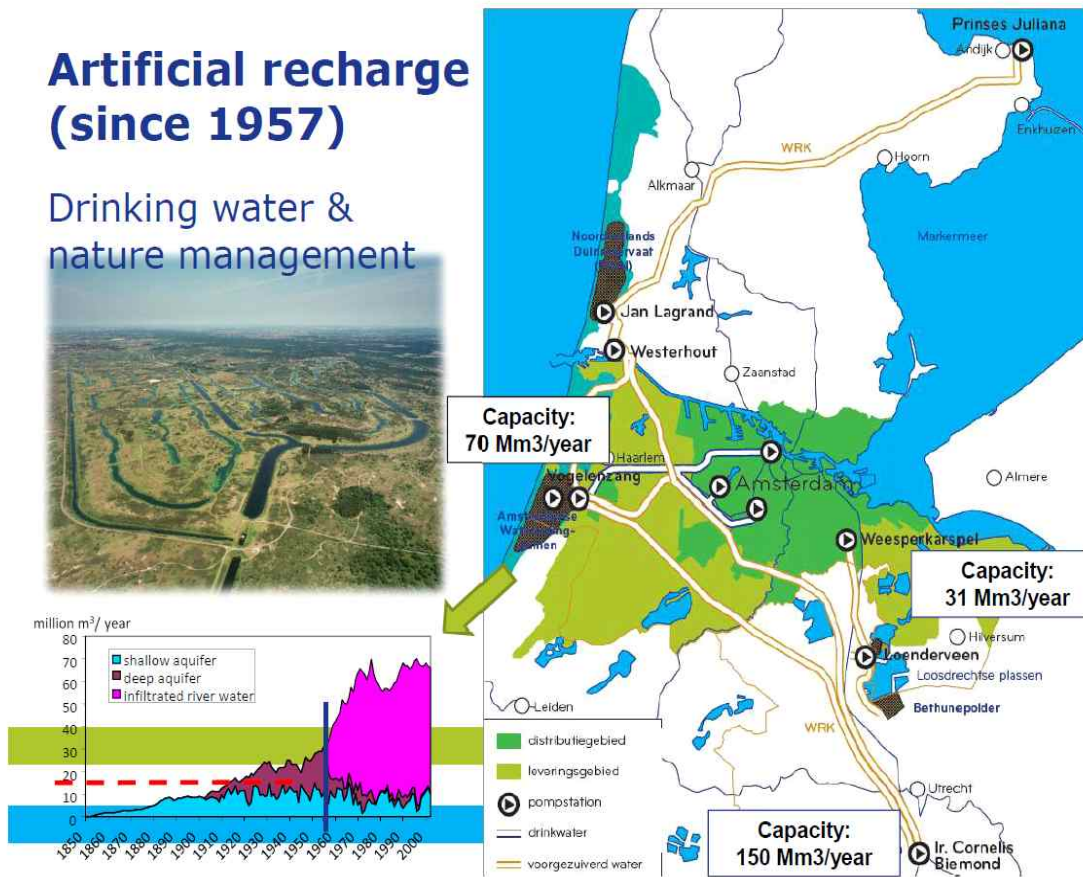 Artificial recharge
(since 1957)
Drinking water &
nature management
million m³/ year
80
70
60
50
40
30
20
10
0
shallow aquifer
deep aquifer
infiltrated river water
1850
1860
1870
1880
1890
1900
1910
1920
1930
1940
1950
1960
1970
1980
1990
2000
Prinses Juliana
Andijk
Enkhuizen
WRK
Hoorn
Alkmaar
Markermeer
Jan Lagrand
Westerhout
Zaanstad
Capacity:
70 Mm3/year
Haarlem
Vogelenzang
Amsterdam
Almere
Weesperkarspel
Capacity:
31 Mm3/year
Hilversum
Loenderveen
Loosdrechtse plassen
Bethunepolder
Leiden
WRK
distributiegebied
leveringsgebied
pompstation
drinkwater
voorgezuiverd water
Utrecht
Capacity:
150 Mm3/year
Ir. Cornelis
Biemond